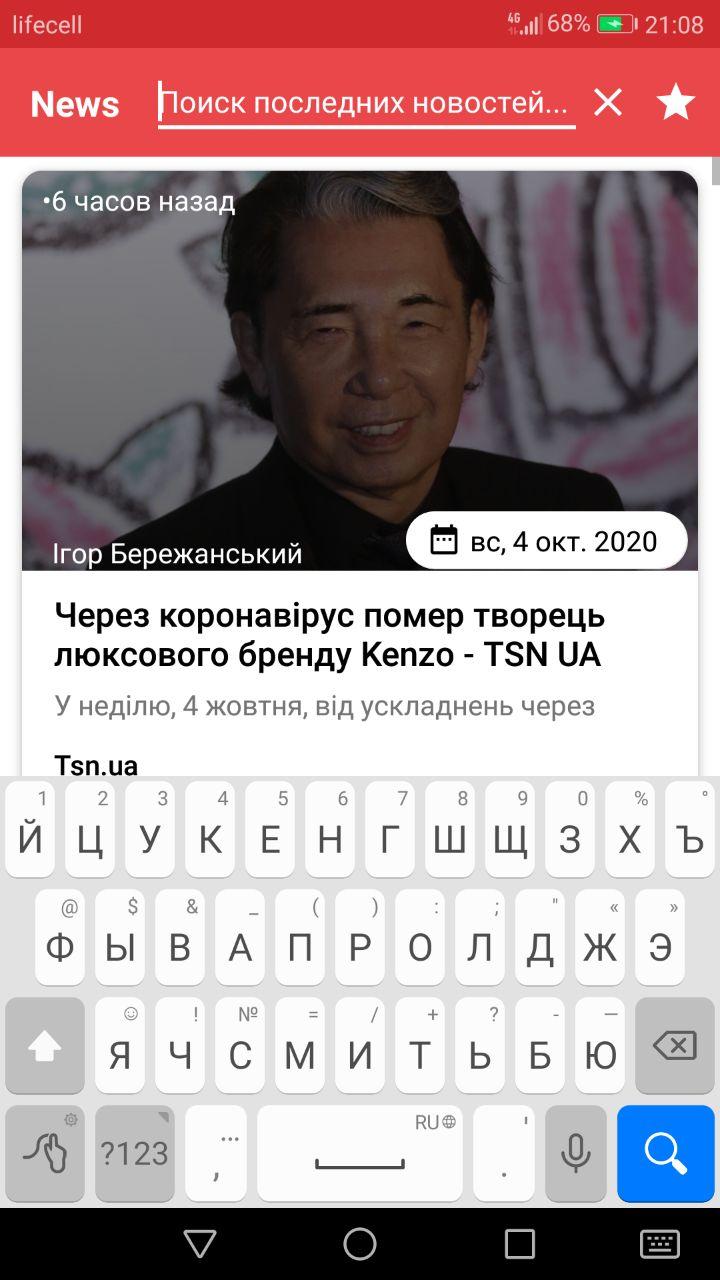 lifecell 4G 68% 21:08
News Поиск последних новостей...
•6 часов назад
Ігор Бережанський
вс, 4 окт. 2020
Через коронавірус помер творець
люксового бренду Kenzo - TSN UA
У неділю, 4 жовтня, від ускладнень через
Tsn.ua
1 2 3 4 5 6 7 8 9 0 % °
Й Ц У К Е Н Г Ш Щ З Х Ъ
@ $ & _ ( ) : ; " « »
Ф Ы В А П Р О Л Д Ж Э
! № = / + ? - —
Я Ч С М И Т Ь Б Ю
RU
?123 , ... . '